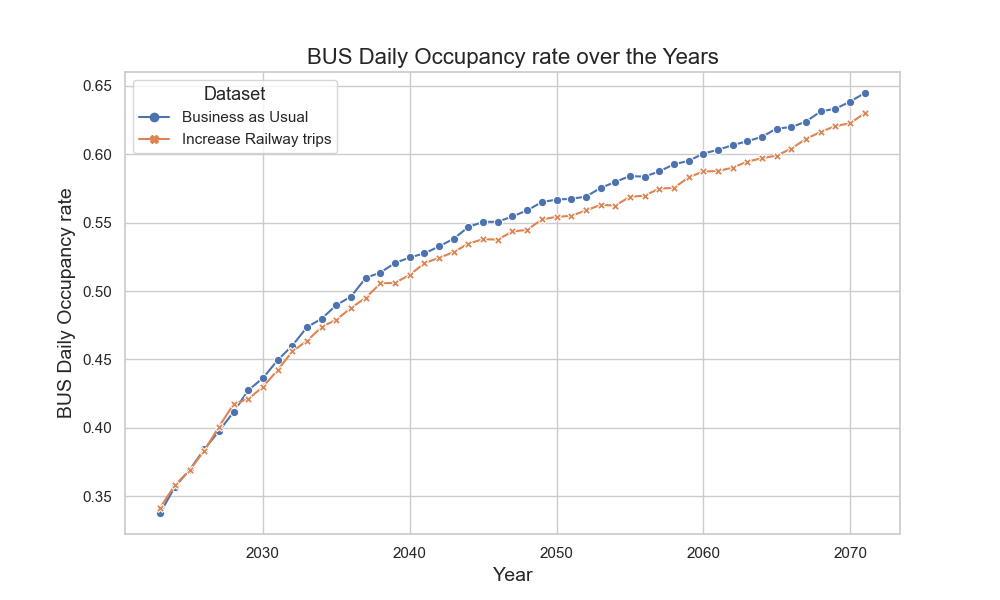 BUS Daily Occupancy rate over the Years
Dataset
Business as Usual
Increase Railway trips
BUS Daily Occupancy rate
0.65
0.60
0.55
0.50
0.45
0.40
0.35
2030 2040 2050 2060 2070
Year